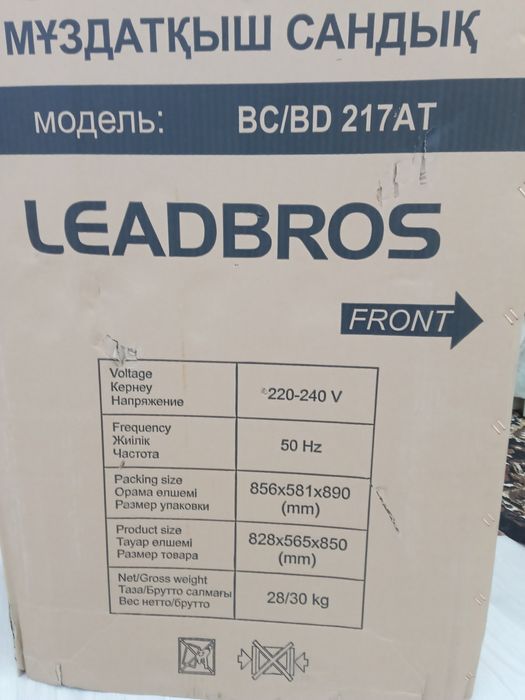 МҰЗДАТҚЫШ САНДЫҚ
модель: BC/BD 217AT
LEADBROS
FRONT
Voltage
Кернеу
Напряжение
220-240 V
Frequency
Жиілік
Частота
50 Hz
Packing size
Орама өлшемі
Размер упаковки
856x581x890
(mm)
Product size
Тауар өлшемі
Размер товара
828x565x850
(mm)
Net/Gross weight
Таза/Брутто салмағы
Вес нетто/брутто
28/30 kg